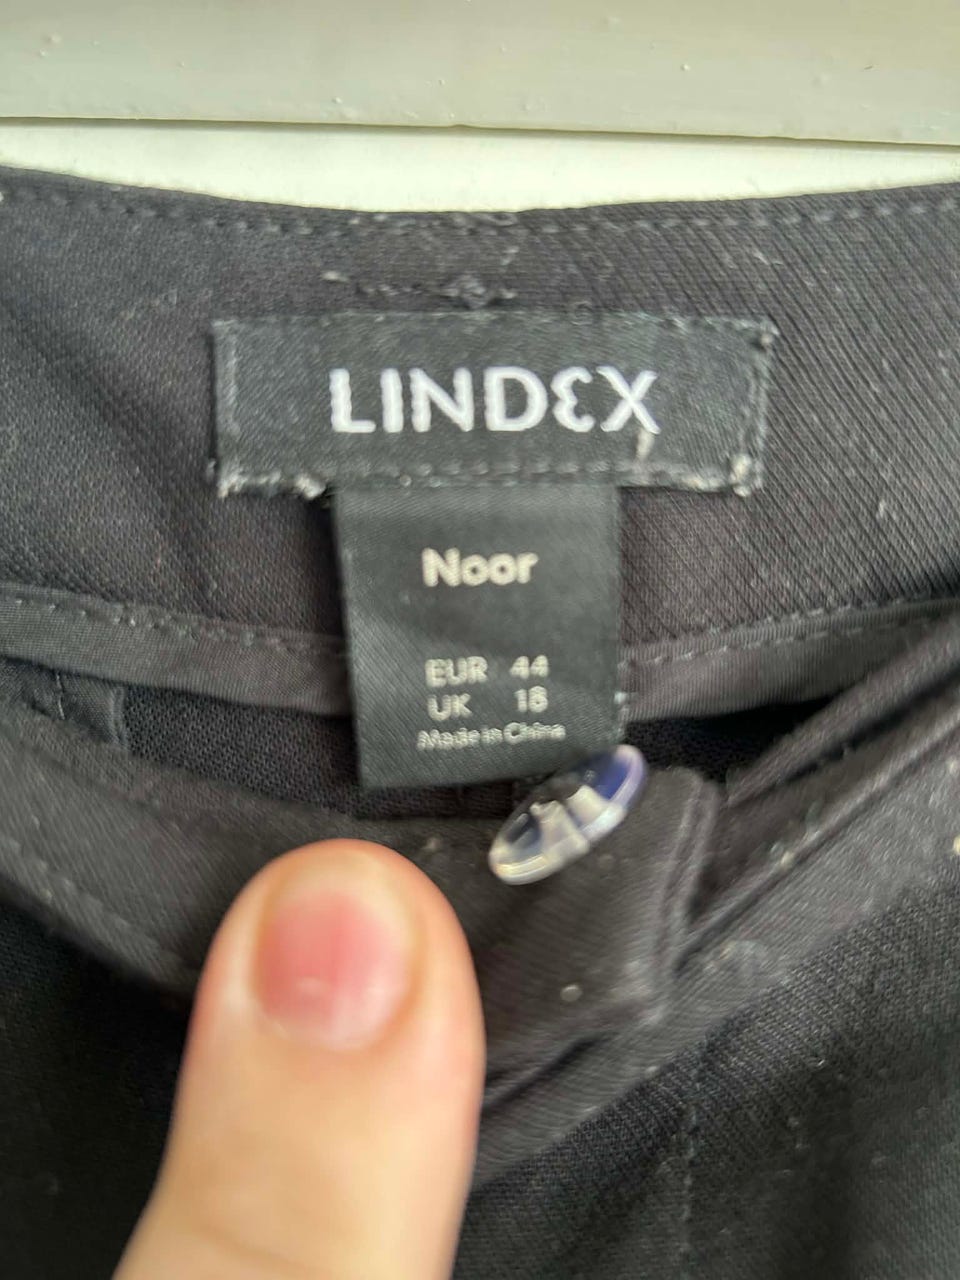 LINDEX
Noor
EUR 44
UK 18
Made in China